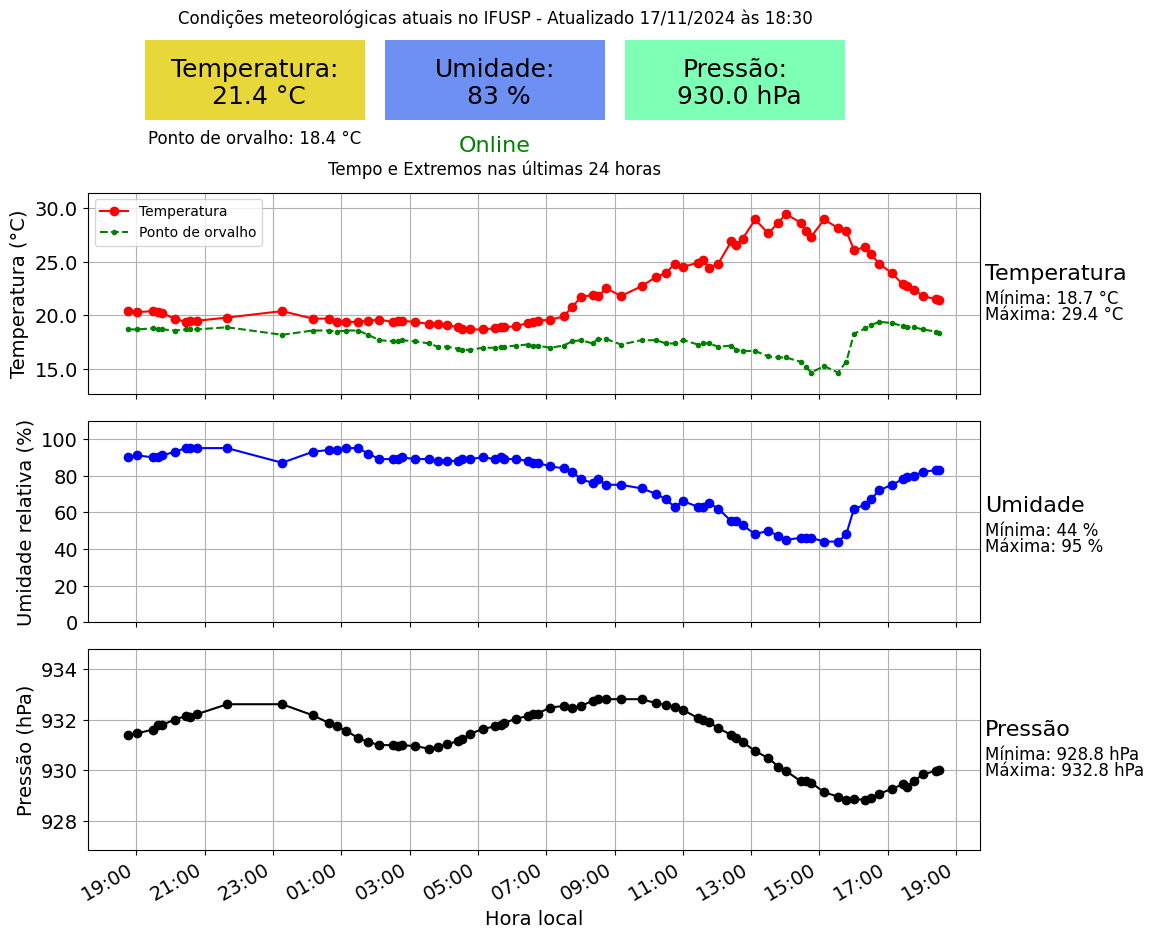 Condições meteorológicas atuais no IFUSP - Atualizado 17/11/2024 às 18:30
Temperatura:
21.4 °C
Umidade:
83 %
Pressão:
930.0 hPa
Ponto de orvalho: 18.4 °C
Online
Tempo e Extremos nas últimas 24 horas
Temperatura (°C)
30.0
25.0
20.0
15.0
Temperatura
Ponto de orvalho
Temperatura
Mínima: 18.7 °C
Máxima: 29.4 °C
Umidade relativa (%)
100
80
60
40
20
0
Umidade
Mínima: 44 %
Máxima: 95 %
Pressão (hPa)
934
932
930
928
Pressão
Mínima: 928.8 hPa
Máxima: 932.8 hPa
19:00 21:00 23:00 01:00 03:00 05:00 07:00 09:00 11:00 13:00 15:00 17:00 19:00
Hora local